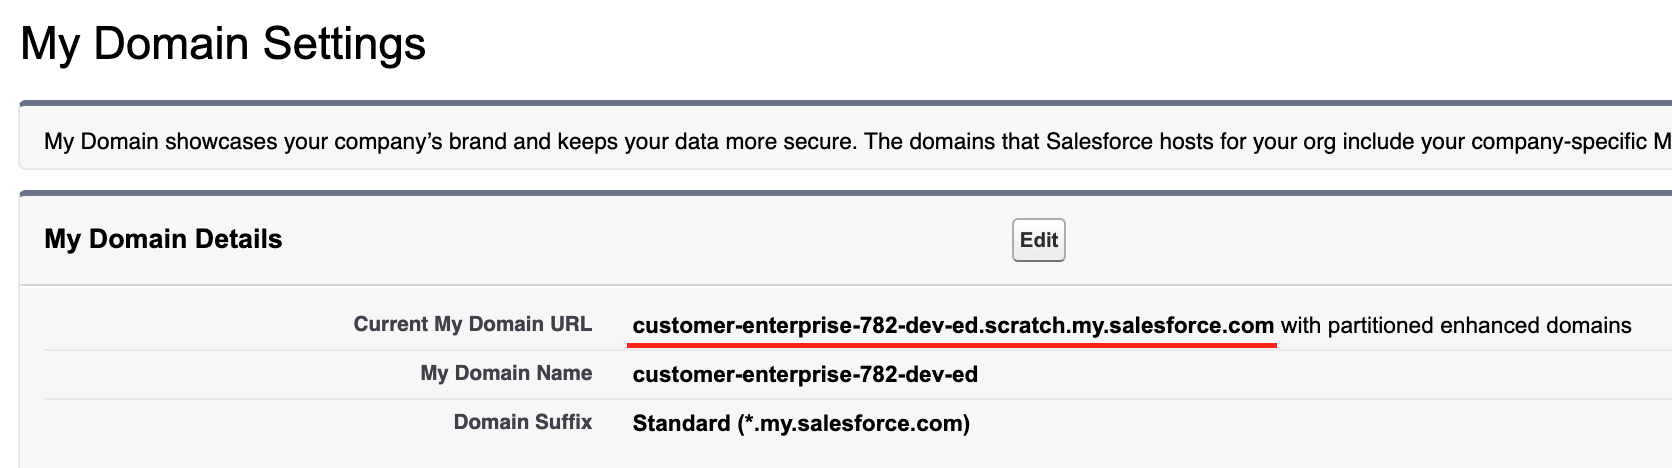 My Domain Settings
My Domain showcases your company’s brand and keeps your data more secure. The domains that Salesforce hosts for your org include your company-specific M
My Domain Details
Edit
Current My Domain URL customer-enterprise-782-dev-ed.scratch.my.salesforce.com with partitioned enhanced domains
My Domain Name customer-enterprise-782-dev-ed
Domain Suffix Standard (*.my.salesforce.com)